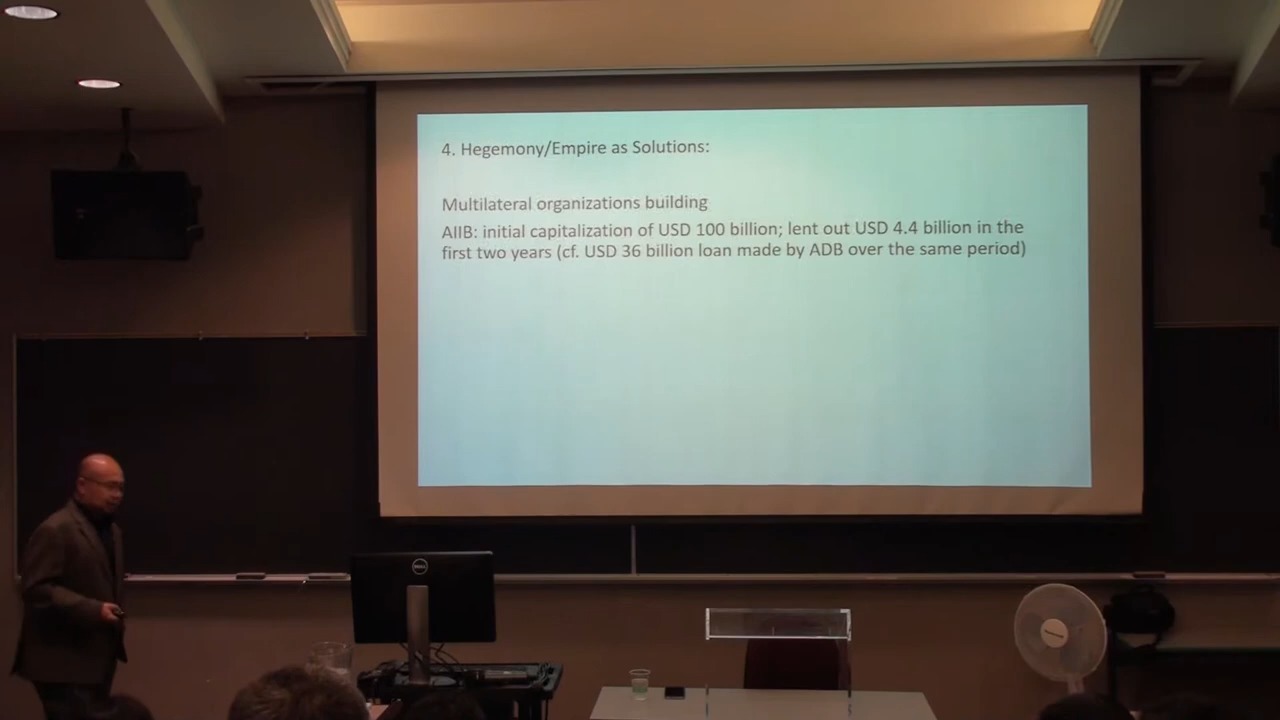 4. Hegemony/Empire as Solutions:
Multilateral organizations building
AIIB: initial capitalization of USD 100 billion; lent out USD 4.4 billion in the
first two years (cf. USD 36 billion loan made by ADB over the same period)
DELL